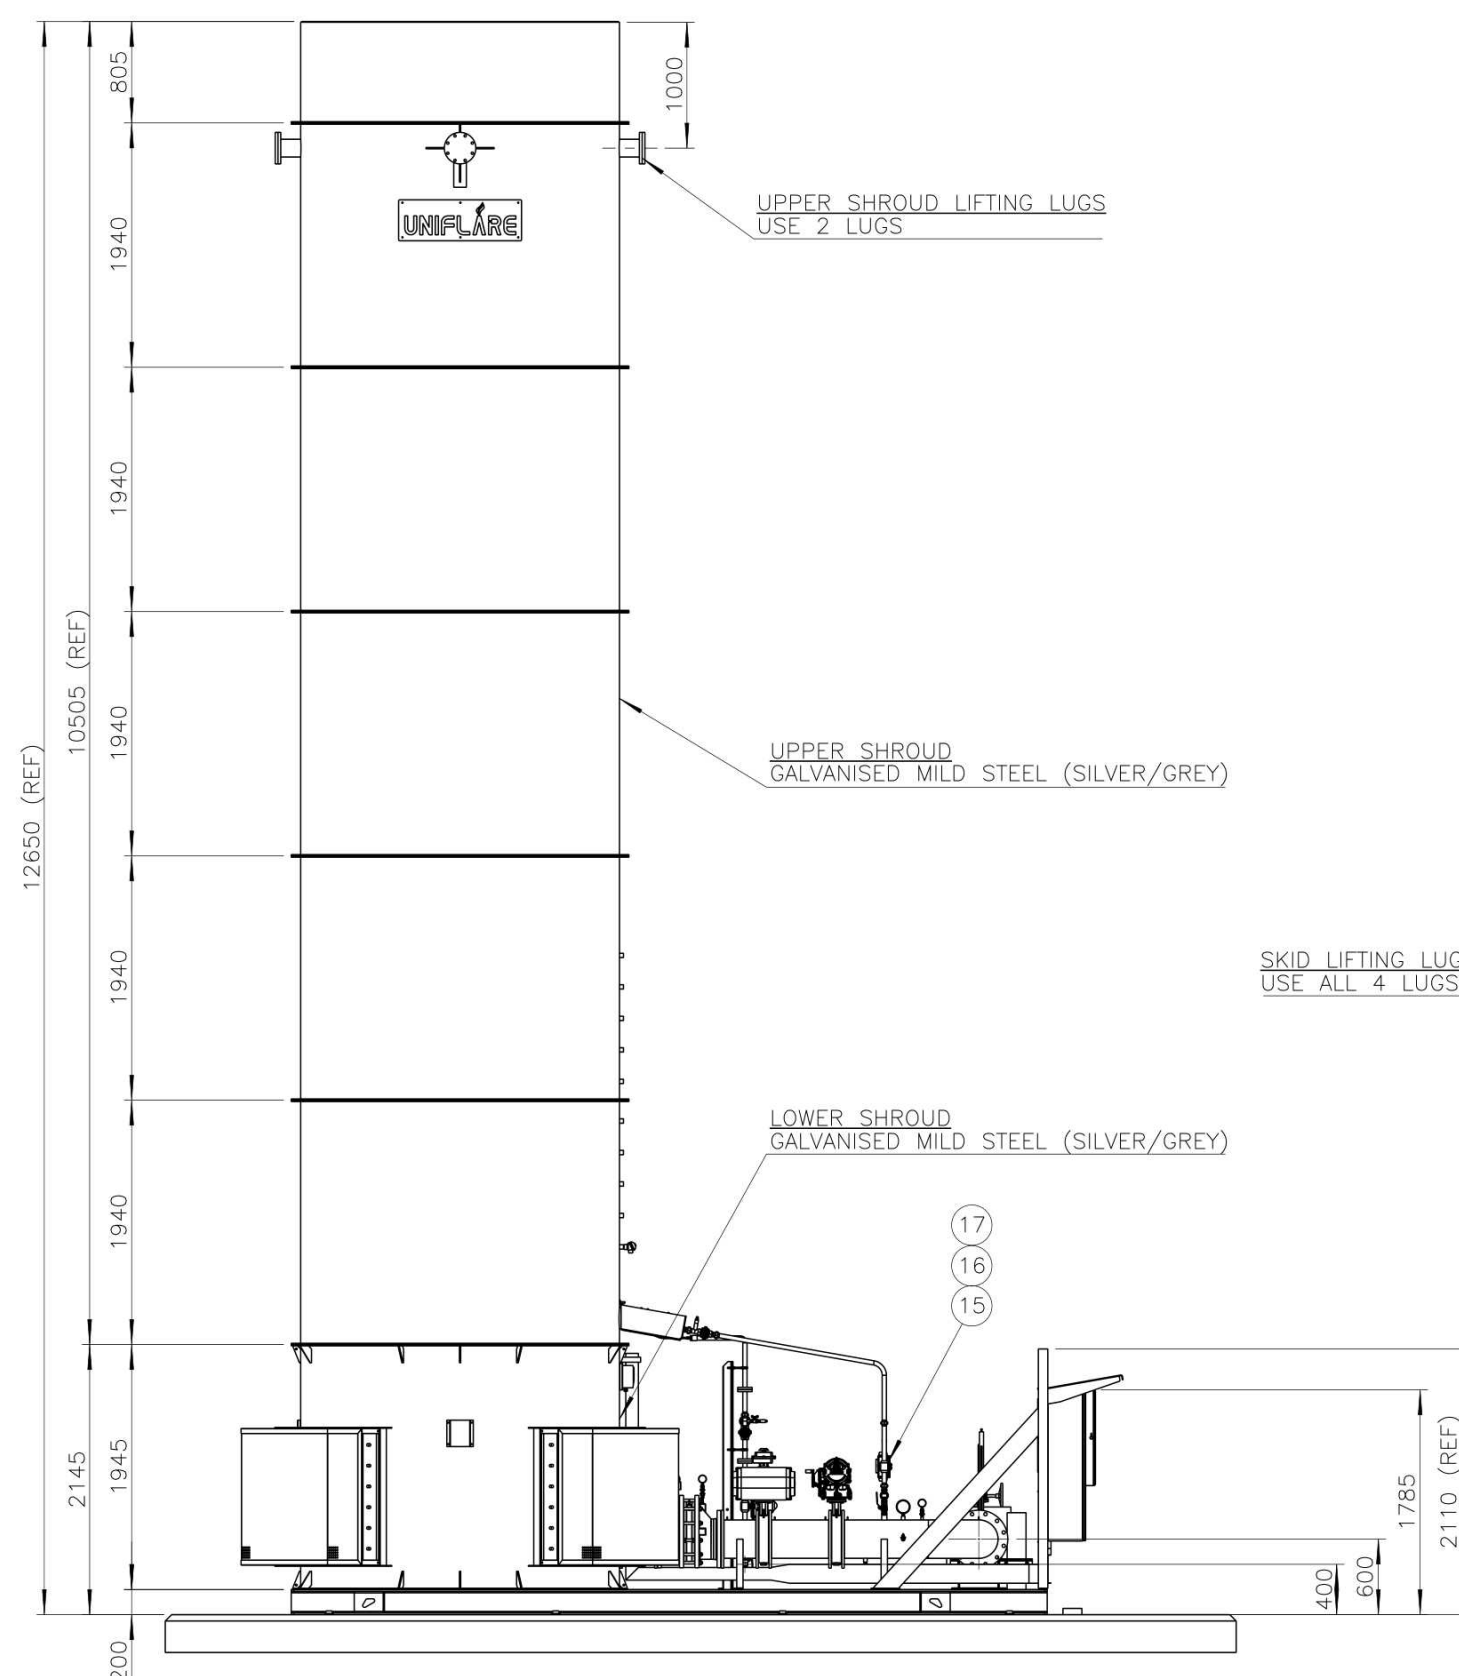 805
1000
UPPER SHROUD LIFTING LUGS
USE 2 LUGS
UNIFLARE
1940
1940
10505 (REF)
1940
12650 (REF)
UPPER SHROUD
GALVANISED MILD STEEL (SILVER/GREY)
1940
SKID LIFTING LUG
USE ALL 4 LUGS
LOWER SHROUD
GALVANISED MILD STEEL (SILVER/GREY)
1940
17
16
15
2145
1945
1785
2110 (REF)
400
600
200